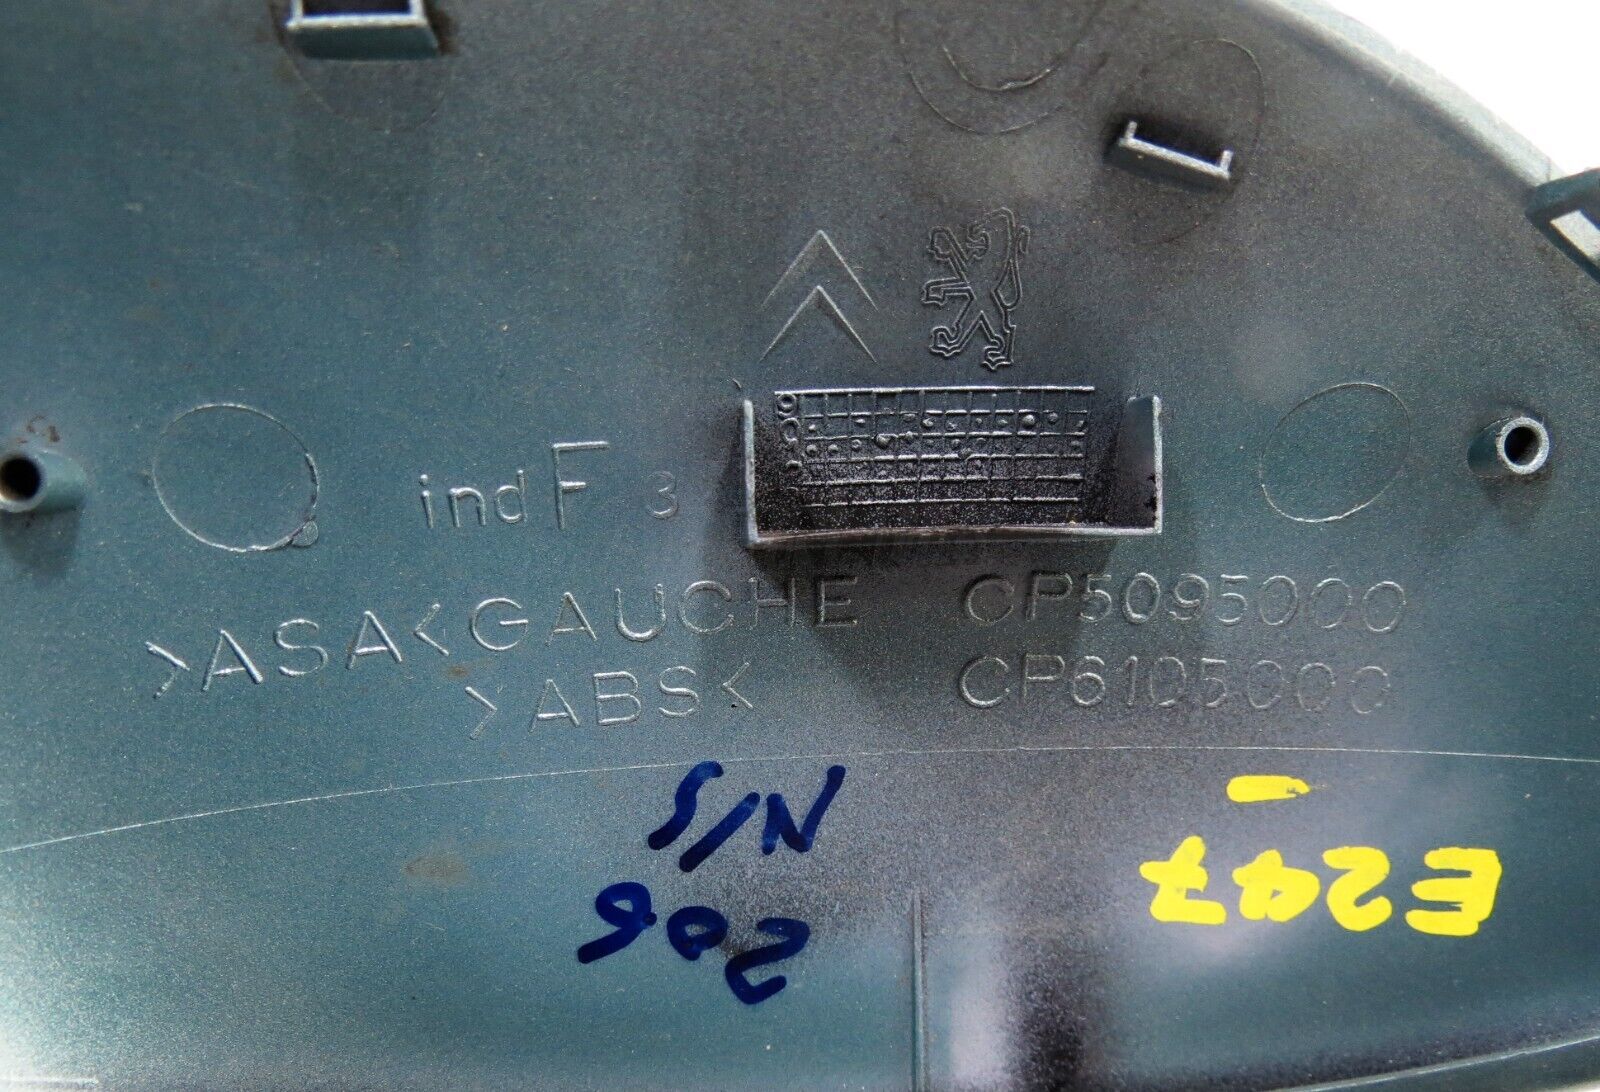 ind F 3
>ASA< GAUCHE CP5095000
>ABS< CP6105000
N/S
206
E247